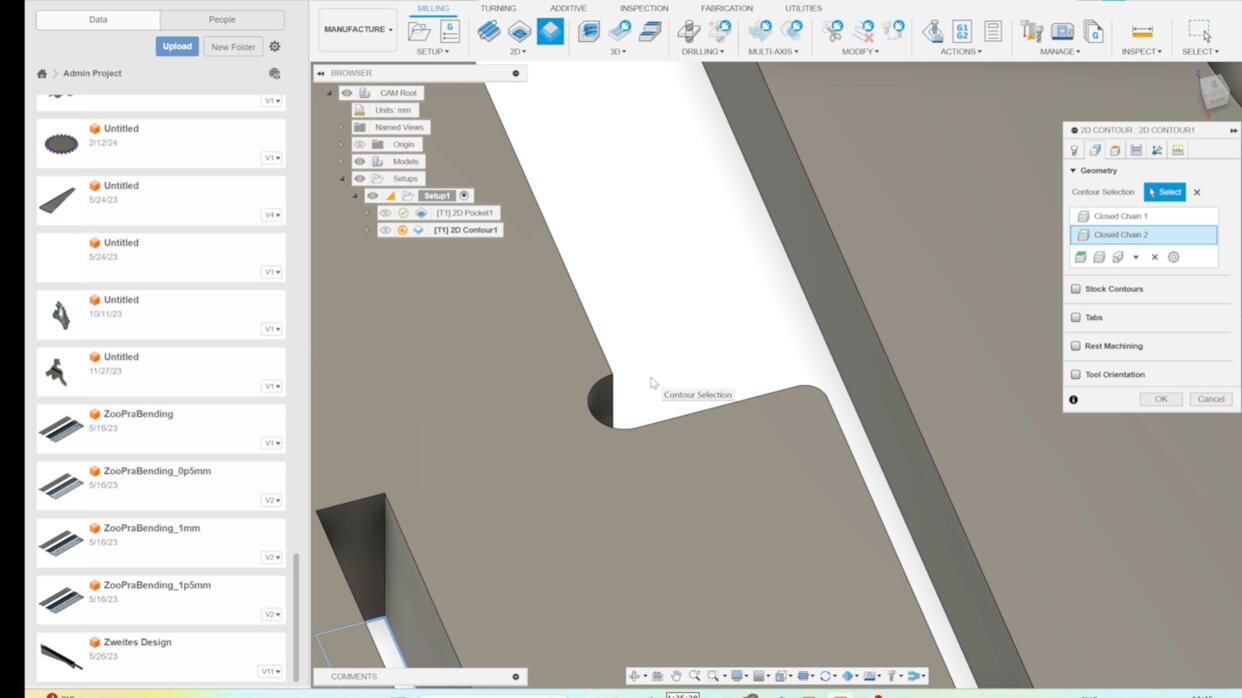 Data People
Upload New Folder
Admin Project
V1
Untitled
2/12/24
V1
Untitled
5/24/23
V4
Untitled
5/24/23
V1
Untitled
10/11/23
V1
Untitled
11/27/23
V1
ZooPraBending
5/16/23
V1
ZooPraBending_0p5mm
5/16/23
V2
ZooPraBending_1mm
5/16/23
V2
ZooPraBending_1p5mm
5/16/23
V2
Zweites Design
5/26/23
V11
MILLING TURNING ADDITIVE INSPECTION FABRICATION UTILITIES
MANUFACTURE
G G1 G2 G
SETUP 2D 3D DRILLING MULTI-AXIS MODIFY ACTIONS MANAGE INSPECT SELECT
BROWSER
CAM Root
Units: mm
Named Views
Origin
Models
Setups
Setup1
[T1] 2D Pocket1
[T1] 2D Contour1
Contour Selection
2D CONTOUR : 2D CONTOUR1
Geometry
Contour Selection Select
Closed Chain 1
Closed Chain 2
Stock Contours
Tabs
Rest Machining
Tool Orientation
OK Cancel
COMMENTS